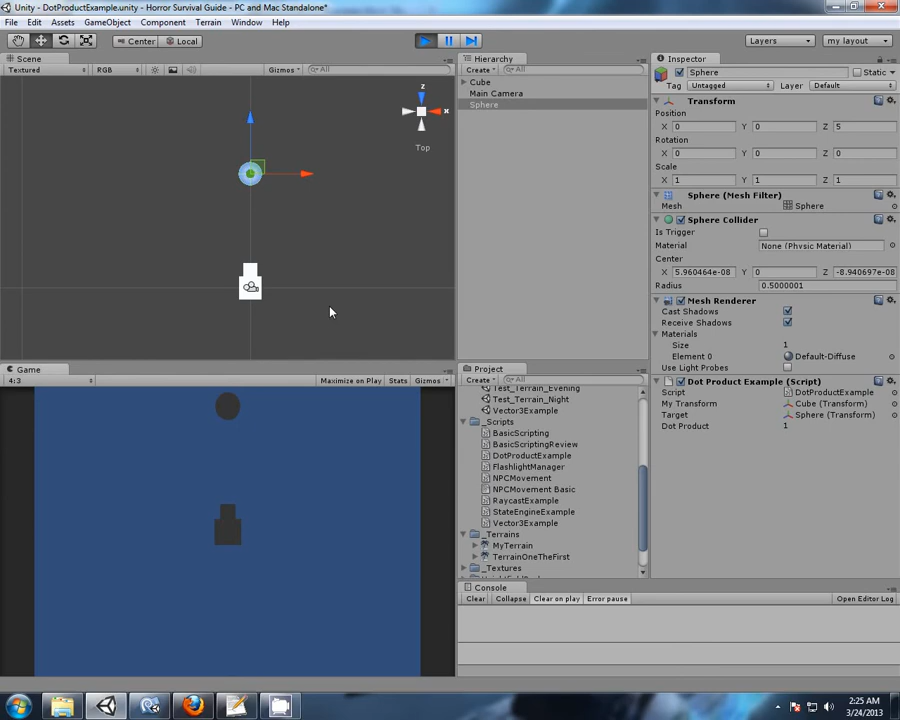 Unity - DotProductExample.unity - Horror Survival Guide - PC and Mac Standalone*
File Edit Assets GameObject Component Terrain Window Help
Center Local Layers my layout
Scene
Textured RGB Gizmos All
z
x
Top
Game
4:3 Maximize on Play Stats Gizmos
Hierarchy
Create All
Cube
Main Camera
Sphere
Project
Create All
Test_Terrain_Evening
Test_Terrain_Night
Vector3Example
_Scripts
BasicScripting
BasicScriptingReview
DotProductExample
FlashlightManager
NPCMovement
NPCMovement Basic
RaycastExample
StateEngineExample
Vector3Example
_Terrains
MyTerrain
TerrainOneTheFirst
_Textures
Console
Clear Collapse Clear on play Error pause Open Editor Log
Inspector
Sphere Static
Tag Untagged Layer Default
Transform
Position
X 0 Y 0 Z 5
Rotation
X 0 Y 0 Z 0
Scale
X 1 Y 1 Z 1
Sphere (Mesh Filter)
Mesh Sphere
Sphere Collider
Is Trigger
Material None (Physic Material)
Center
X 5.960464e-08 Y 0 Z -8.940697e-08
Radius 0.5000001
Mesh Renderer
Cast Shadows
Receive Shadows
Materials
Size 1
Element 0 Default-Diffuse
Use Light Probes
Dot Product Example (Script)
Script DotProductExample
My Transform Cube (Transform)
Target Sphere (Transform)
Dot Product 1
2:25 AM
3/24/2013